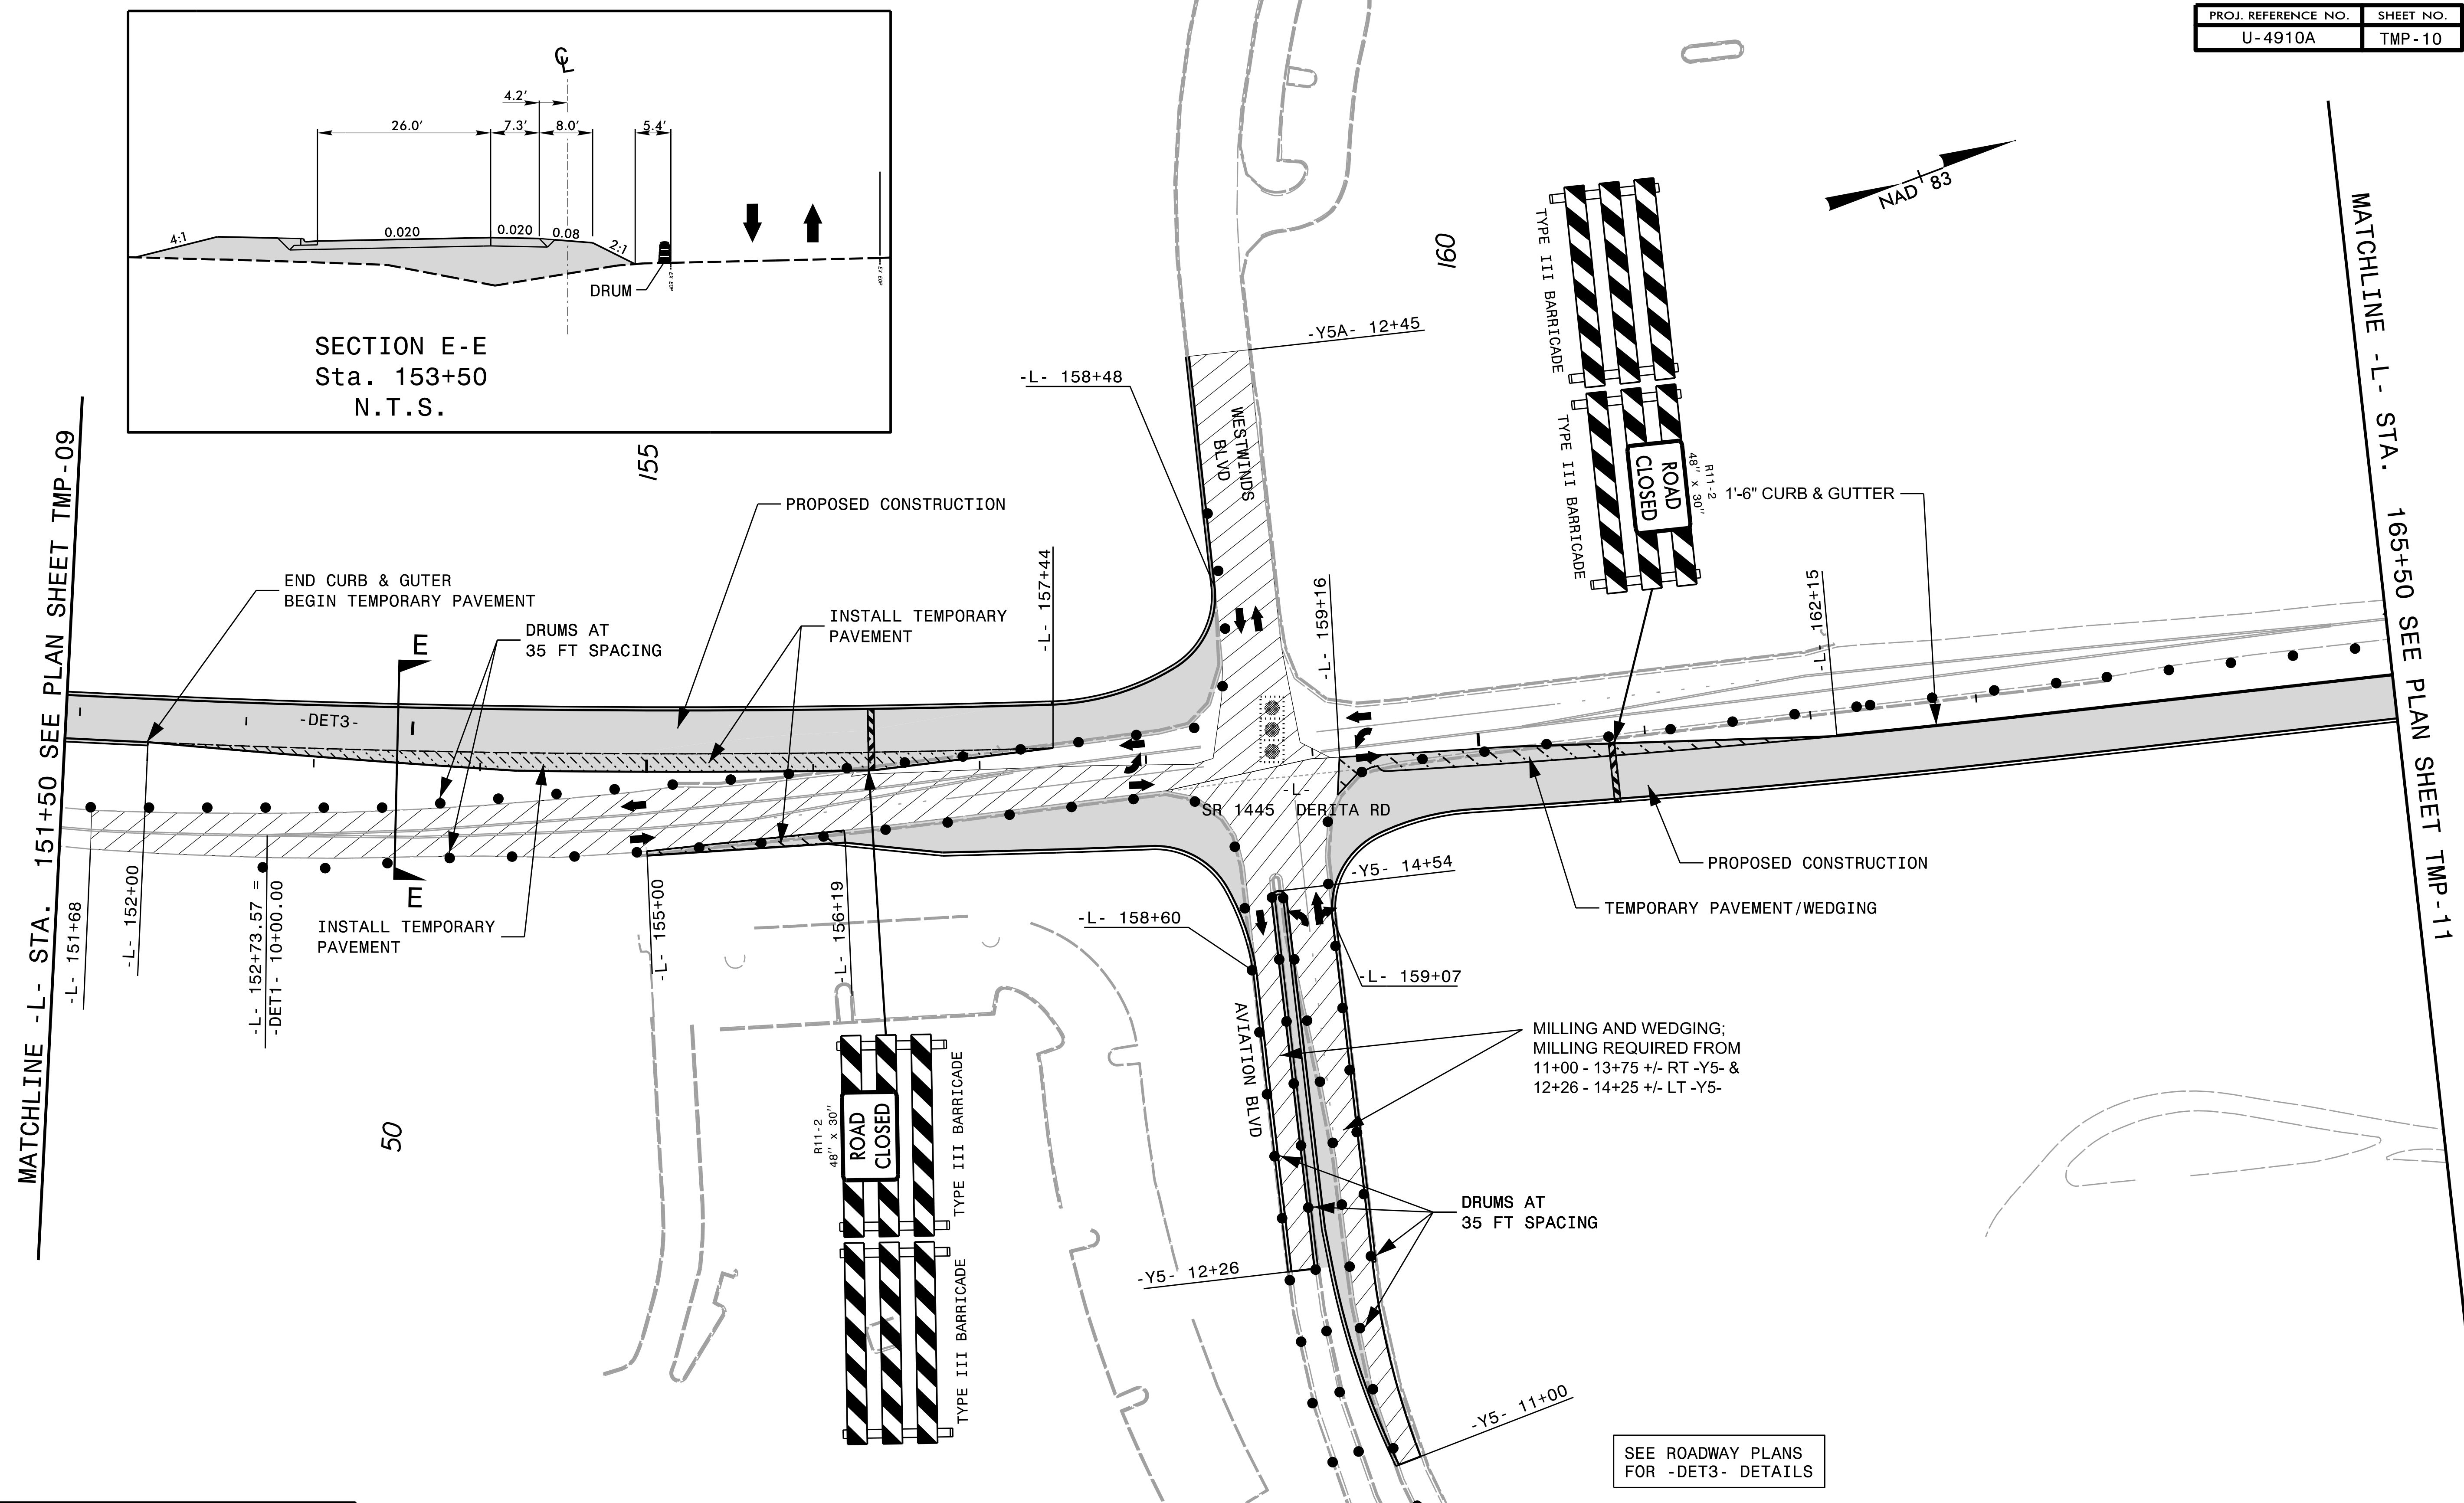 PROJ. REFERENCE NO.
SHEET NO.
U-4910A
TMP-10
4.2'
26.0'
7.3'
8.0'
5.4'
4:1
0.020
0.020
0.08
2:1
DRUM
EX EOP
EX EOP
SECTION E-E
Sta. 153+50
N.T.S.
NAD 83
MATCHLINE -L- STA. 151+50 SEE PLAN SHEET TMP-09
MATCHLINE -L- STA. 165+50 SEE PLAN SHEET TMP-11
155
160
50
-Y5A- 12+45
-L- 158+48
WESTWINDS
BLVD
TYPE III BARRICADE
TYPE III BARRICADE
ROAD
CLOSED
R11-2
48" x 30"
1'-6" CURB & GUTTER
PROPOSED CONSTRUCTION
END CURB & GUTER
BEGIN TEMPORARY PAVEMENT
DRUMS AT
35 FT SPACING
INSTALL TEMPORARY
PAVEMENT
-L- 157+44
-L- 159+16
-L- 162+15
E
-DET3-
E
-L-
SR 1445 DERITA RD
-L- 151+68
-L- 152+00
-L- 152+73.57 =
-DET1- 10+00.00
INSTALL TEMPORARY
PAVEMENT
-L- 155+00
-L- 156+19
-L- 158+60
-Y5- 14+54
PROPOSED CONSTRUCTION
TEMPORARY PAVEMENT/WEDGING
-L- 159+07
AVIATION BLVD
MILLING AND WEDGING;
MILLING REQUIRED FROM
11+00 - 13+75 +/- RT -Y5- &
12+26 - 14+25 +/- LT -Y5-
R11-2
48" x 30"
ROAD
CLOSED
TYPE III BARRICADE
TYPE III BARRICADE
DRUMS AT
35 FT SPACING
-Y5- 12+26
-Y5- 11+00
SEE ROADWAY PLANS
FOR -DET3- DETAILS